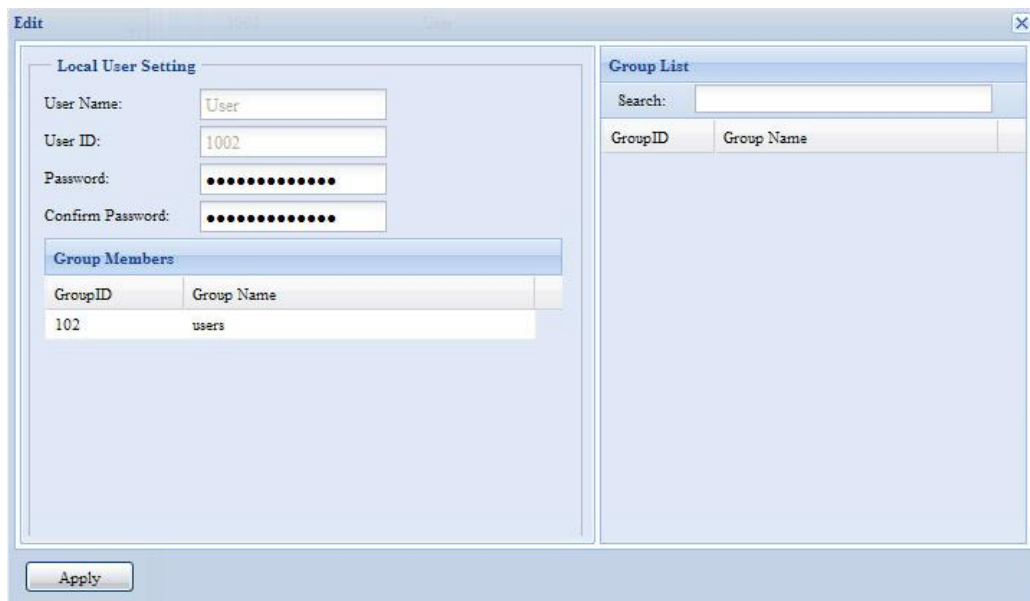 Edit
Local User Setting
User Name: User
User ID: 1002
Password: •••••••••••••
Confirm Password: •••••••••••••
Group Members
GroupID Group Name
102 users
Group List
Search:
GroupID Group Name
Apply